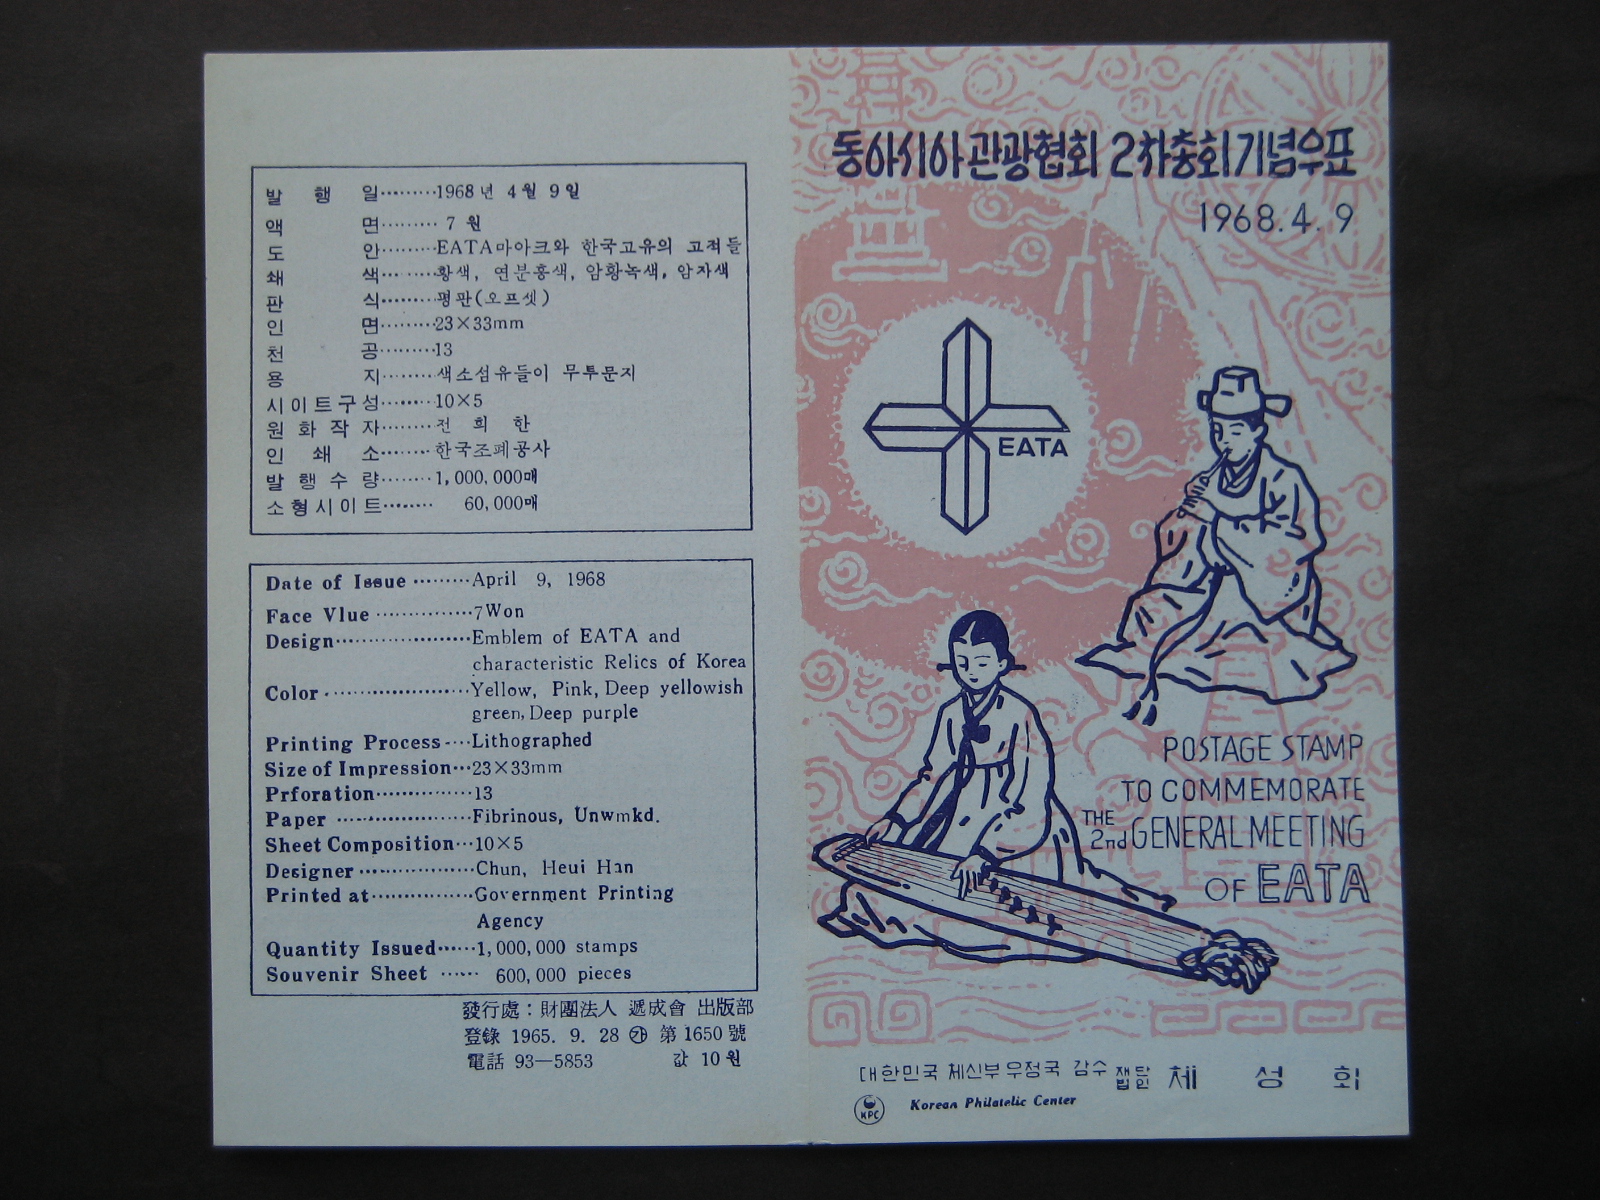 발 행 일·········1968년 4월 9일
액 면········· 7 원
도 안········EATA마아크와 한국고유의 고적들
쇄 색·········황색, 연분홍색, 암황녹색, 암자색
판 식·········평판(오프셋)
인 면·········23×33mm
천 공·········13
용 지········색소섬유들이 무투문지
시이트구성········10×5
원 화 작 자········전 희 한
인 쇄 소········한국조폐공사
발 행 수 량········1,000,000매
소형시이트········ 60,000매
Date of Issue ·········April 9, 1968
Face Vlue ··············7Won
Design······················Emblem of EATA and
characteristic Relics of Korea
Color ························Yellow, Pink, Deep yellowish
green, Deep purple
Printing Process····Lithographed
Size of Impression···23×33mm
Prforation···············13
Paper ·····················Fibrinous, Unwmkd.
Sheet Composition···10×5
Designer ················Chun, Heui Han
Printed at················Government Printing
Agency
Quantity Issued······1,000,000 stamps
Souvenir Sheet ······ 600,000 pieces
發行處 : 財團法人 遞成會 出版部
登錄 1965. 9. 28 ㉮ 第 1650 號
電話 93—5853 값 10원
동아시아관광협회 2차총회기념우표
1968.4.9
EATA
POSTAGE STAMP
TO COMMEMORATE
THE 2nd GENERAL MEETING
OF EATA
대한민국 체신부우정국 감수 재단법인 체 성 회
KPC Korean Philatelic Center